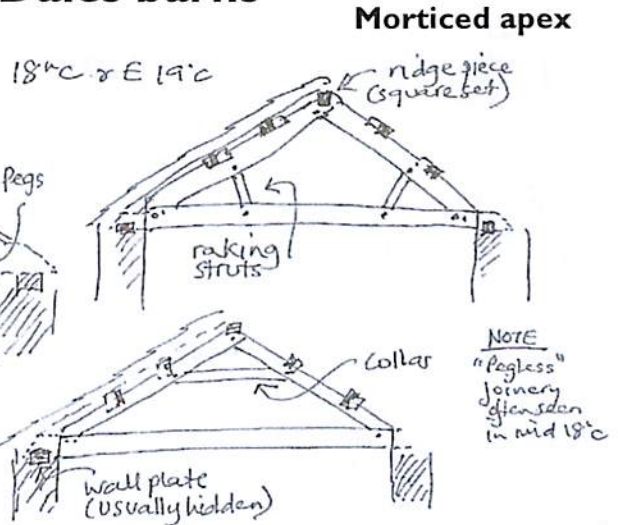 Dales barns
Morticed apex
18thC & E 19thC
ridge piece
(square set)
Pegs
raking
struts
Collar
NOTE
"Pegless"
joinery
often seen
in mid 18thC
wall plate
(usually hidden)